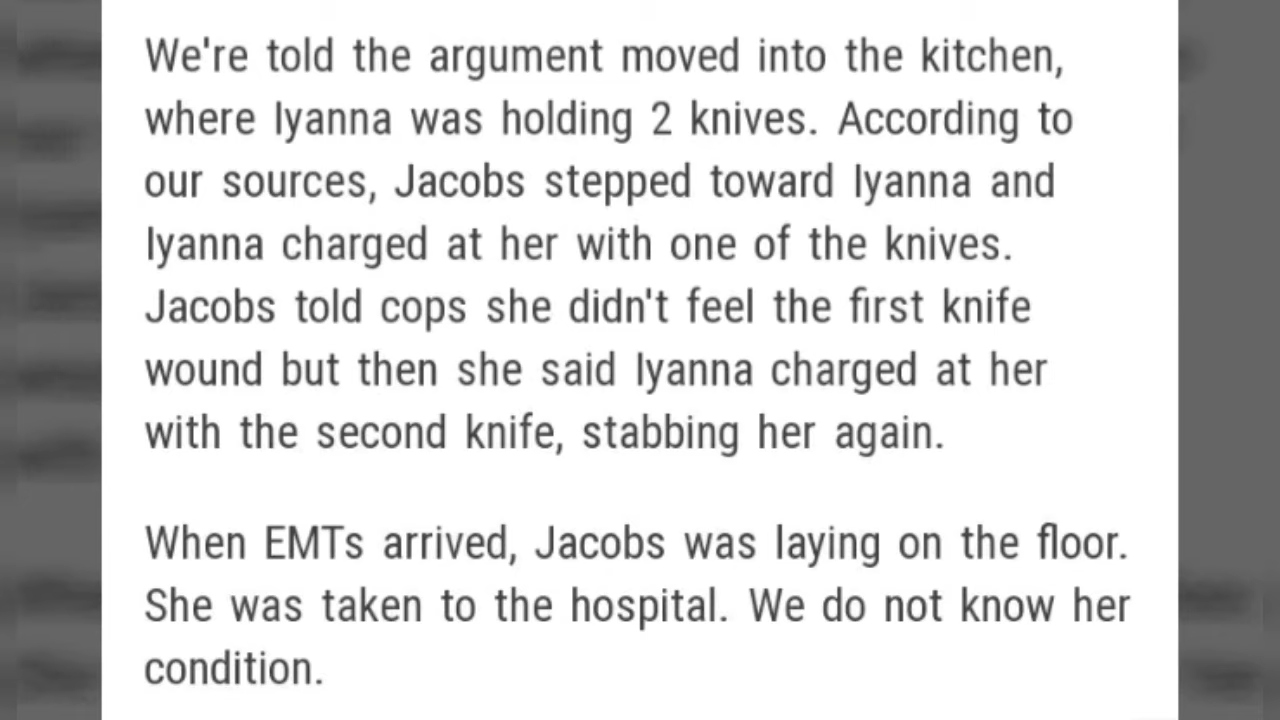 We're told the argument moved into the kitchen,
where Iyanna was holding 2 knives. According to
our sources, Jacobs stepped toward Iyanna and
Iyanna charged at her with one of the knives.
Jacobs told cops she didn't feel the first knife
wound but then she said Iyanna charged at her
with the second knife, stabbing her again.
When EMTs arrived, Jacobs was laying on the floor.
She was taken to the hospital. We do not know her
condition.